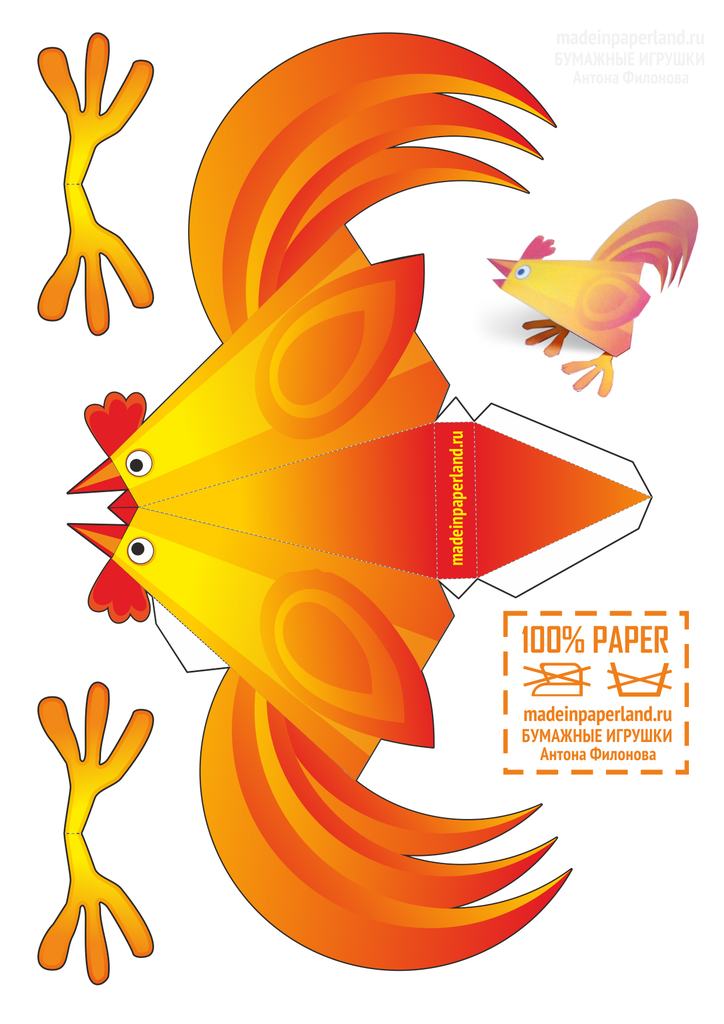 madeinpaperland.ru
БУМАЖНЫЕ ИГРУШКИ
Антона Филонова
madeinpaperland.ru
100% PAPER
madeinpaperland.ru
БУМАЖНЫЕ ИГРУШКИ
Антона Филонова